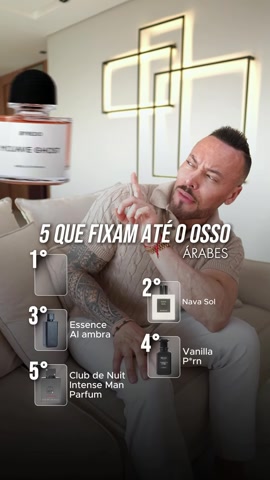 BYREDO
MOJAVE GHOST
5 QUE FIXAM ATÉ O OSSO
ÁRABES
1°
2°
Nava Sol
3°
Essence
Al ambra
4°
Vanilla
P*rn
5°
Club de Nuit
Intense Man
Parfum